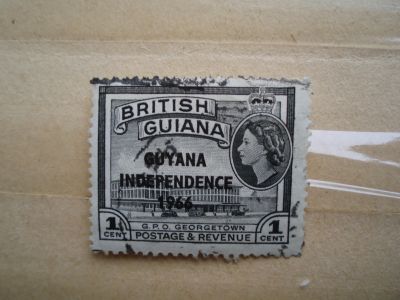 BRITISH
GUIANA
GUYANA
INDEPENDENCE
1966
1 CENT
G.P.O. GEORGETOWN
POSTAGE & REVENUE
1 CENT